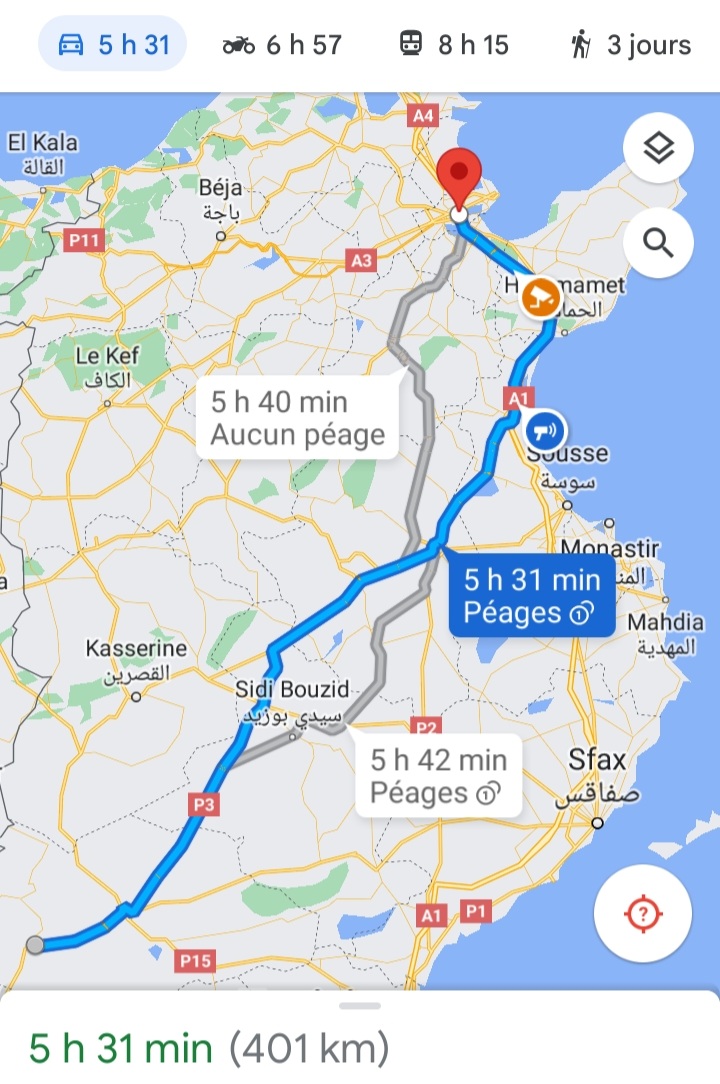 5 h 31
6 h 57
8 h 15
3 jours
A4
El Kala
القالة
Béja
باجة
P11
A3
Le Kef
الكاف
5 h 40 min
Aucun péage
A1
Sousse
سوسة
Monastir
5 h 31 min
Péages
Mahdia
المهدية
Kasserine
القصرين
Sidi Bouzid
سيدي بوزيد
P2
5 h 42 min
Péages
Sfax
صفاقس
P3
A1
P1
P15
5 h 31 min (401 km)